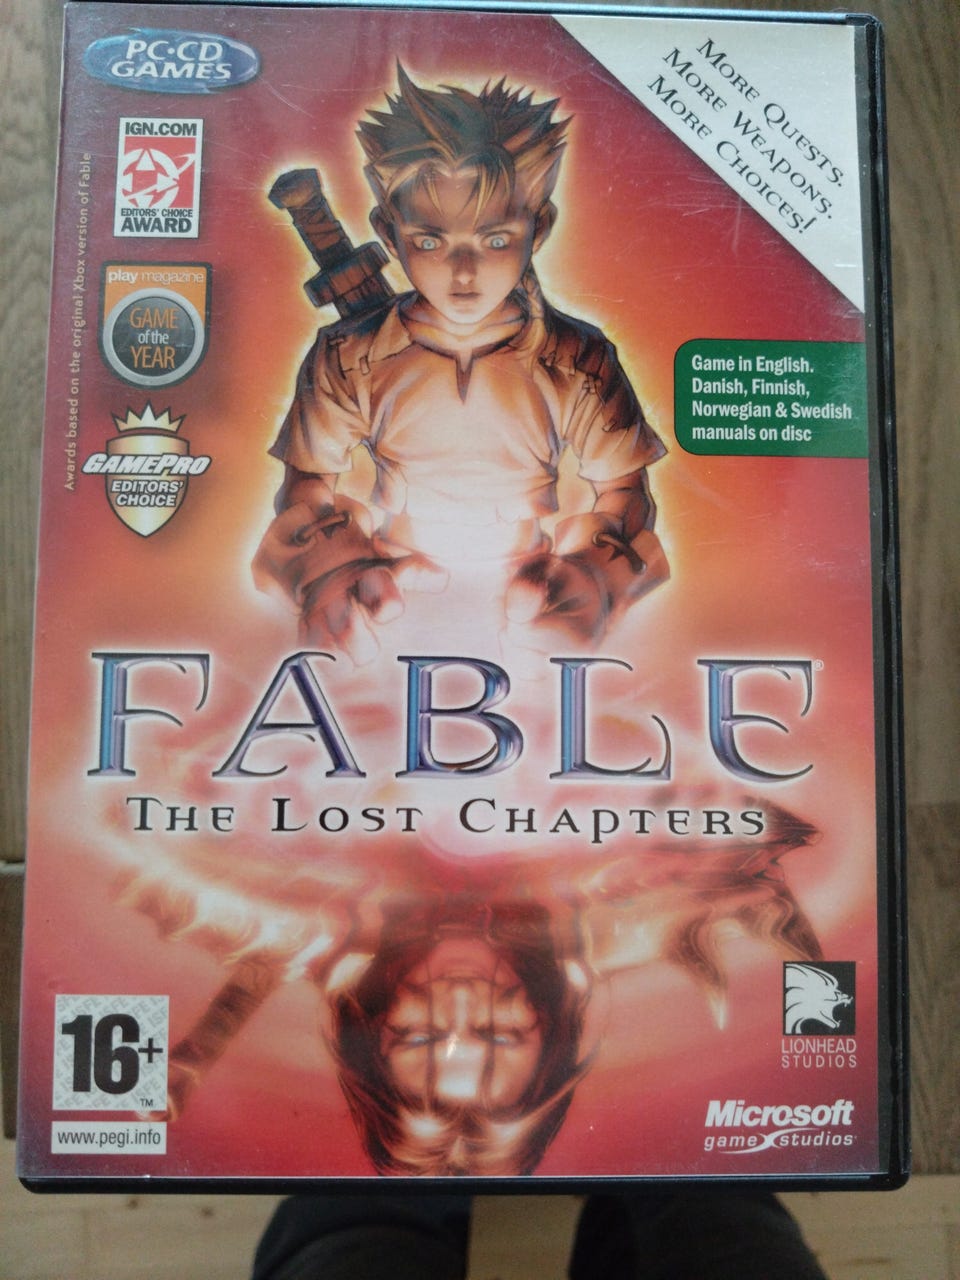 PC·CD
GAMES
MORE QUESTS.
MORE WEAPONS.
MORE CHOICES!
IGN.COM
EDITORS' CHOICE
AWARD
play magazine
GAME
of the
YEAR
GAMEPRO
EDITORS'
CHOICE
Awards based on the original Xbox version of Fable
Game in English.
Danish, Finnish,
Norwegian & Swedish
manuals on disc
FABLE®
THE LOST CHAPTERS
16+
TM
www.pegi.info
LIONHEAD
STUDIOS
Microsoft
game studios